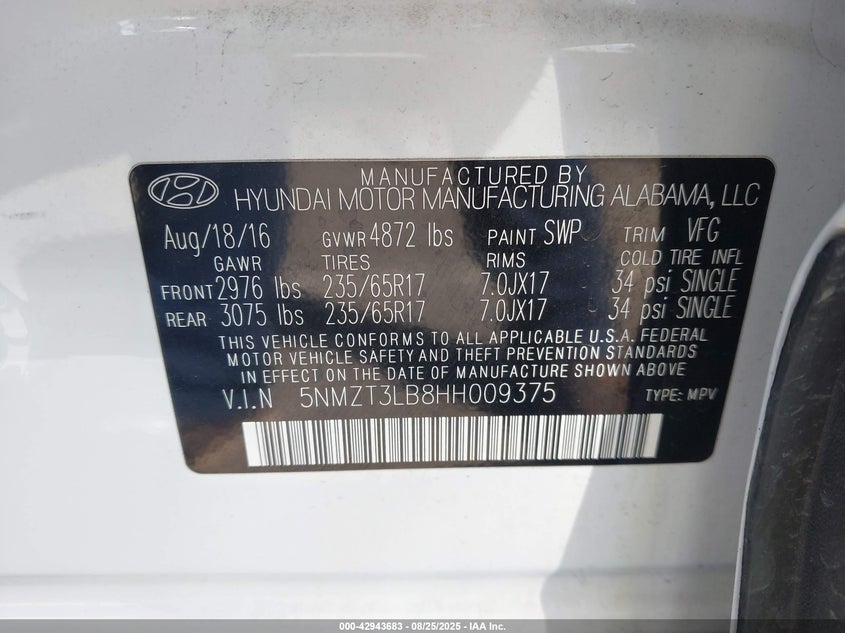 MANUFACTURED BY
HYUNDAI MOTOR MANUFACTURING ALABAMA, LLC
Aug/18/16 GVWR 4872 lbs PAINT SWP TRIM VFG
GAWR TIRES RIMS COLD TIRE INFL
FRONT 2976 lbs 235/65R17 7.0JX17 34 psi SINGLE
REAR 3075 lbs 235/65R17 7.0JX17 34 psi SINGLE
THIS VEHICLE CONFORMS TO ALL APPLICABLE U.S.A. FEDERAL
MOTOR VEHICLE SAFETY AND THEFT PREVENTION STANDARDS
IN EFFECT ON THE DATE OF MANUFACTURE SHOWN ABOVE
V.I.N 5NMZT3LB8HH009375 TYPE: MPV
000-42943683 - 08/25/2025 - IAA Inc.